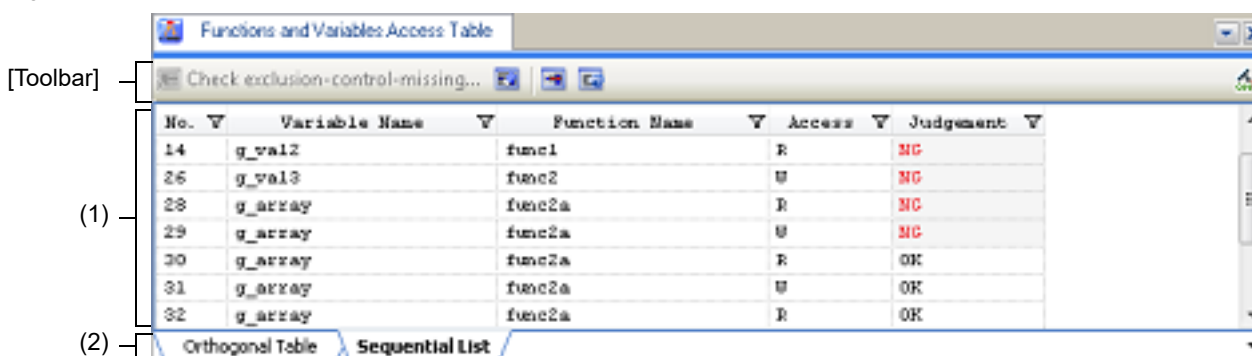 Functions and Variables Access Table
[Toolbar]
Check exclusion-control-missing...
No. Variable Name Function Name Access Judgement
14 g_val2 func1 R NG
26 g_val3 func2 W NG
28 g_array func2a R NG
(1)
29 g_array func2a W NG
30 g_array func2a R OK
31 g_array func2a W OK
32 g_array func2a R OK
(2)
Orthogonal Table Sequential List